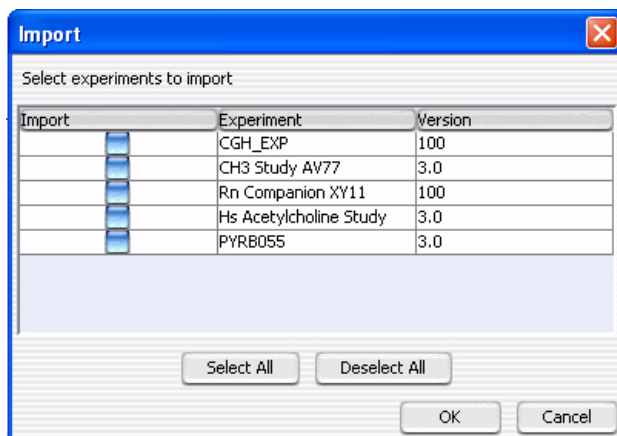 Import
Select experiments to import
Import Experiment Version
CGH_EXP 100
CH3 Study AV77 3.0
Rn Companion XY11 100
Hs Acetylcholine Study 3.0
PYRB055 3.0
Select All Deselect All
OK Cancel